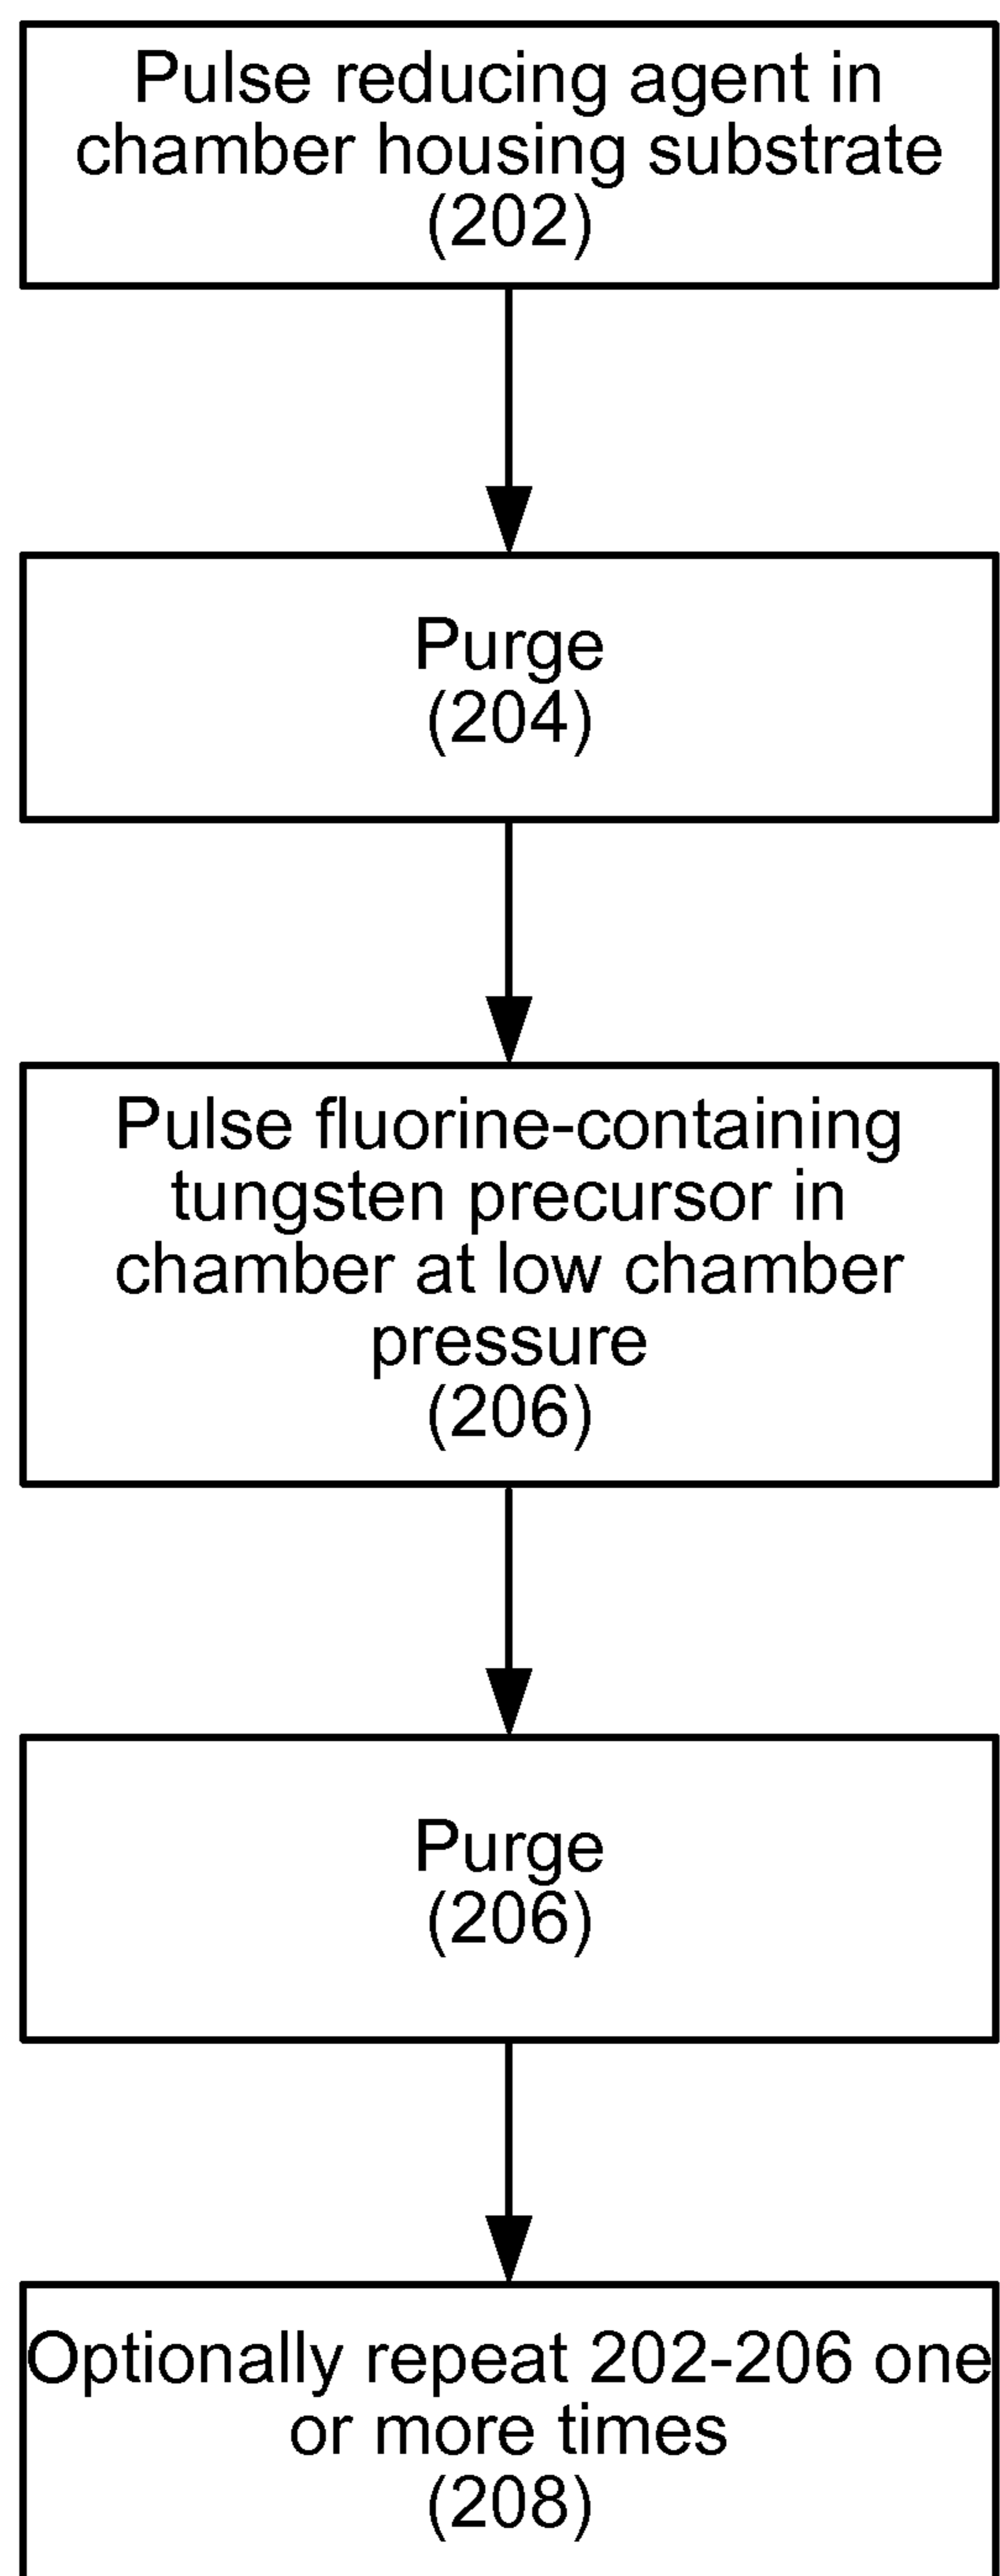 Pulse reducing agent in
chamber housing substrate
(202)
Purge
(204)
Pulse fluorine-containing
tungsten precursor in
chamber at low chamber
pressure
(206)
Purge
(206)
Optionally repeat 202-206 one
or more times
(208)